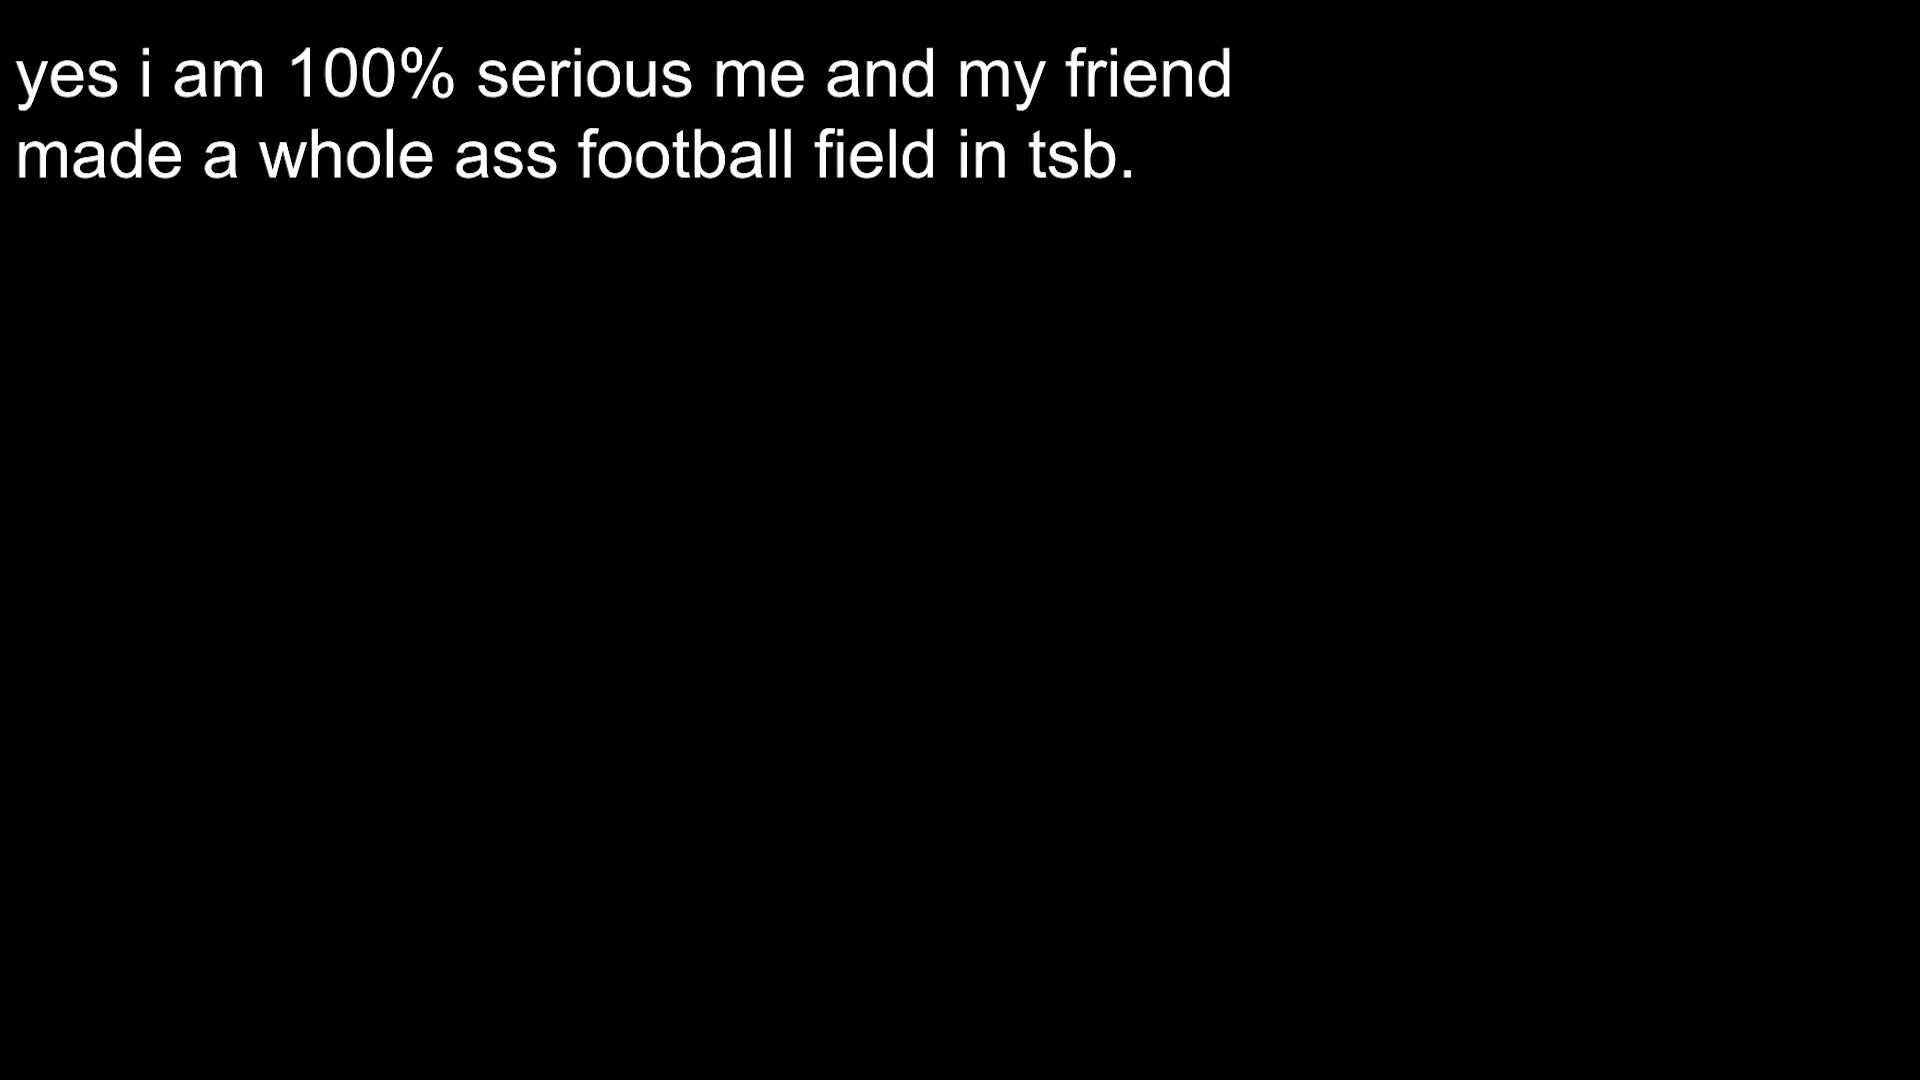 yes i am 100% serious me and my friend
made a whole ass football field in tsb.